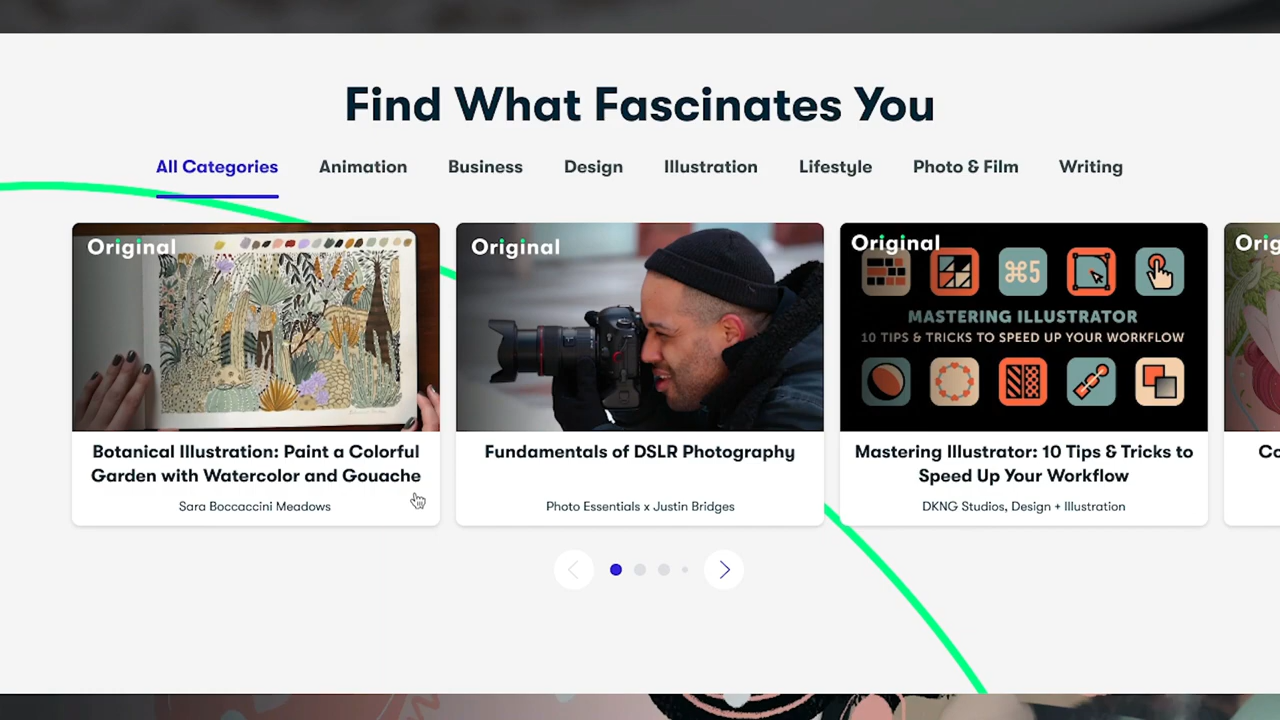 Find What Fascinates You
All Categories Animation Business Design Illustration Lifestyle Photo & Film Writing
Original
Botanical Illustration: Paint a Colorful
Garden with Watercolor and Gouache
Sara Boccaccini Meadows
Original
Fundamentals of DSLR Photography
Photo Essentials x Justin Bridges
Original
⌘5
MASTERING ILLUSTRATOR
10 TIPS & TRICKS TO SPEED UP YOUR WORKFLOW
Mastering Illustrator: 10 Tips & Tricks to
Speed Up Your Workflow
DKNG Studios, Design + Illustration
Orig
Co